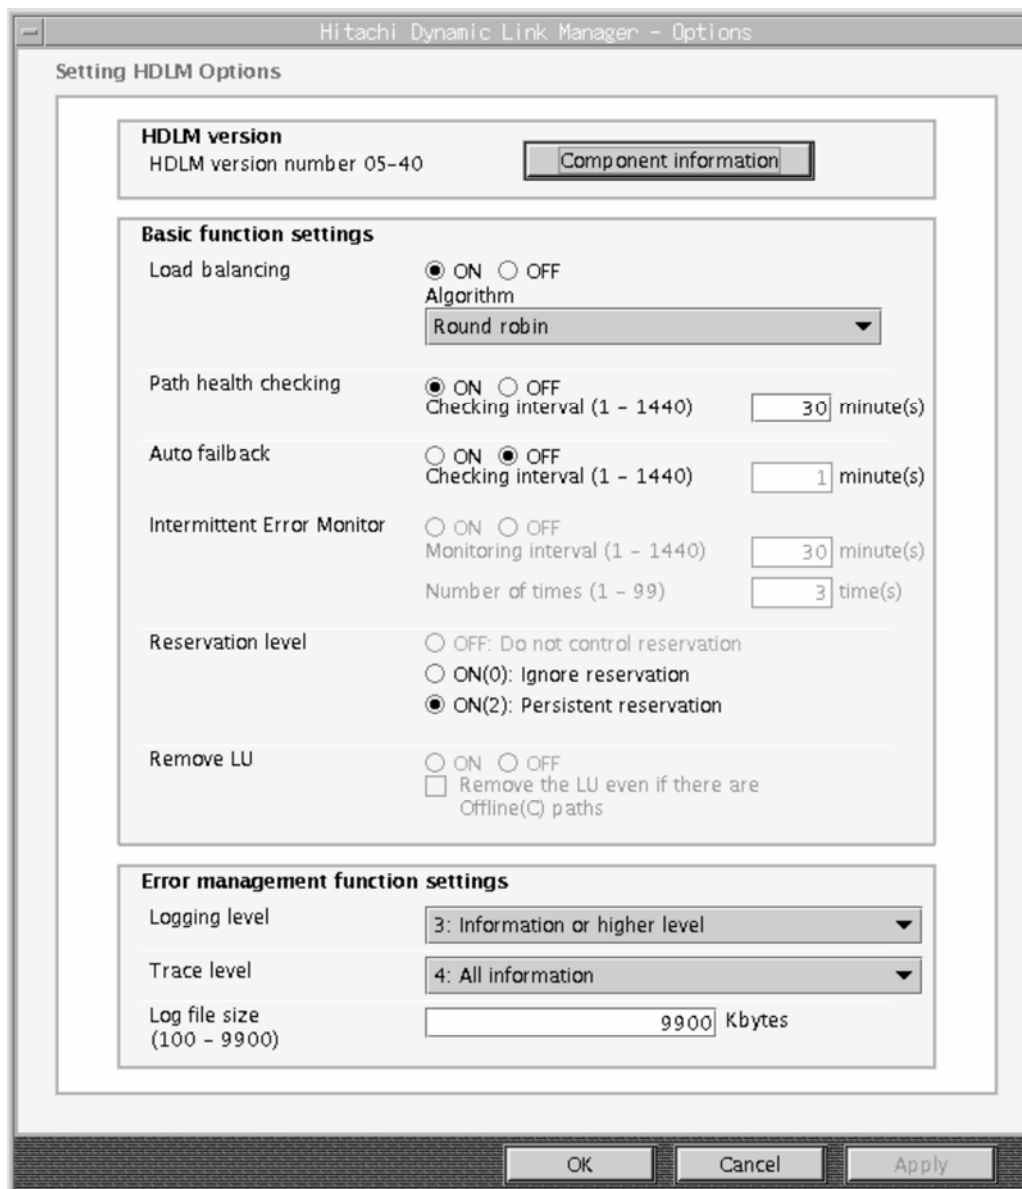 Hitachi Dynamic Link Manager - Options
Setting HDLM Options
HDLM version
HDLM version number 05-40
Component information
Basic function settings
Load balancing
ON OFF
Algorithm
Round robin
Path health checking
ON OFF
Checking interval (1 - 1440) 30 minute(s)
Auto failback
ON OFF
Checking interval (1 - 1440) 1 minute(s)
Intermittent Error Monitor
ON OFF
Monitoring interval (1 - 1440) 30 minute(s)
Number of times (1 - 99) 3 time(s)
Reservation level
OFF: Do not control reservation
ON(0): Ignore reservation
ON(2): Persistent reservation
Remove LU
ON OFF
Remove the LU even if there are
Offline(C) paths
Error management function settings
Logging level
3: Information or higher level
Trace level
4: All information
Log file size
(100 - 9900)
9900 Kbytes
OK Cancel Apply